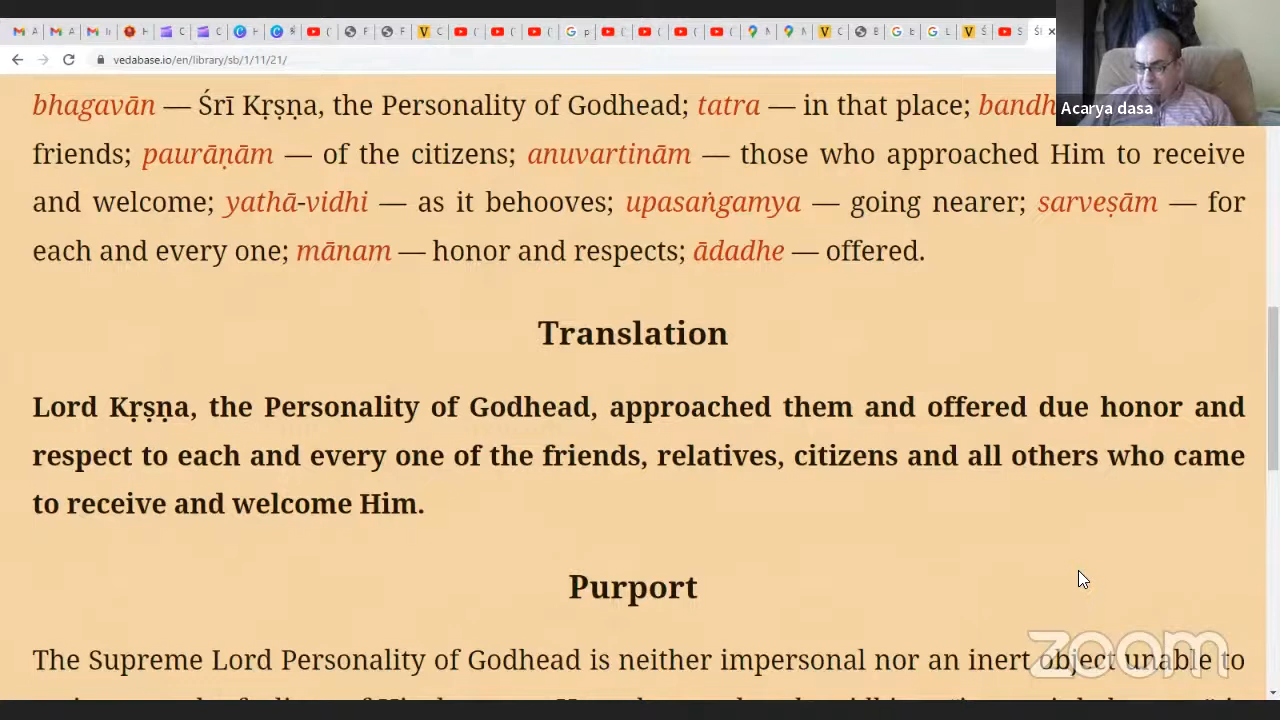 vedabase.io/en/library/sb/1/11/21/
bhagavān — Śrī Kṛṣṇa, the Personality of Godhead; tatra — in that place; bandh
Acarya dasa
friends; paurāṇām — of the citizens; anuvartinām — those who approached Him to receive
and welcome; yathā-vidhi — as it behooves; upasaṅgamya — going nearer; sarveṣām — for
each and every one; mānam — honor and respects; ādadhe — offered.
Translation
Lord Kṛṣṇa, the Personality of Godhead, approached them and offered due honor and
respect to each and every one of the friends, relatives, citizens and all others who came
to receive and welcome Him.
Purport
zoom
The Supreme Lord Personality of Godhead is neither impersonal nor an inert object unable to